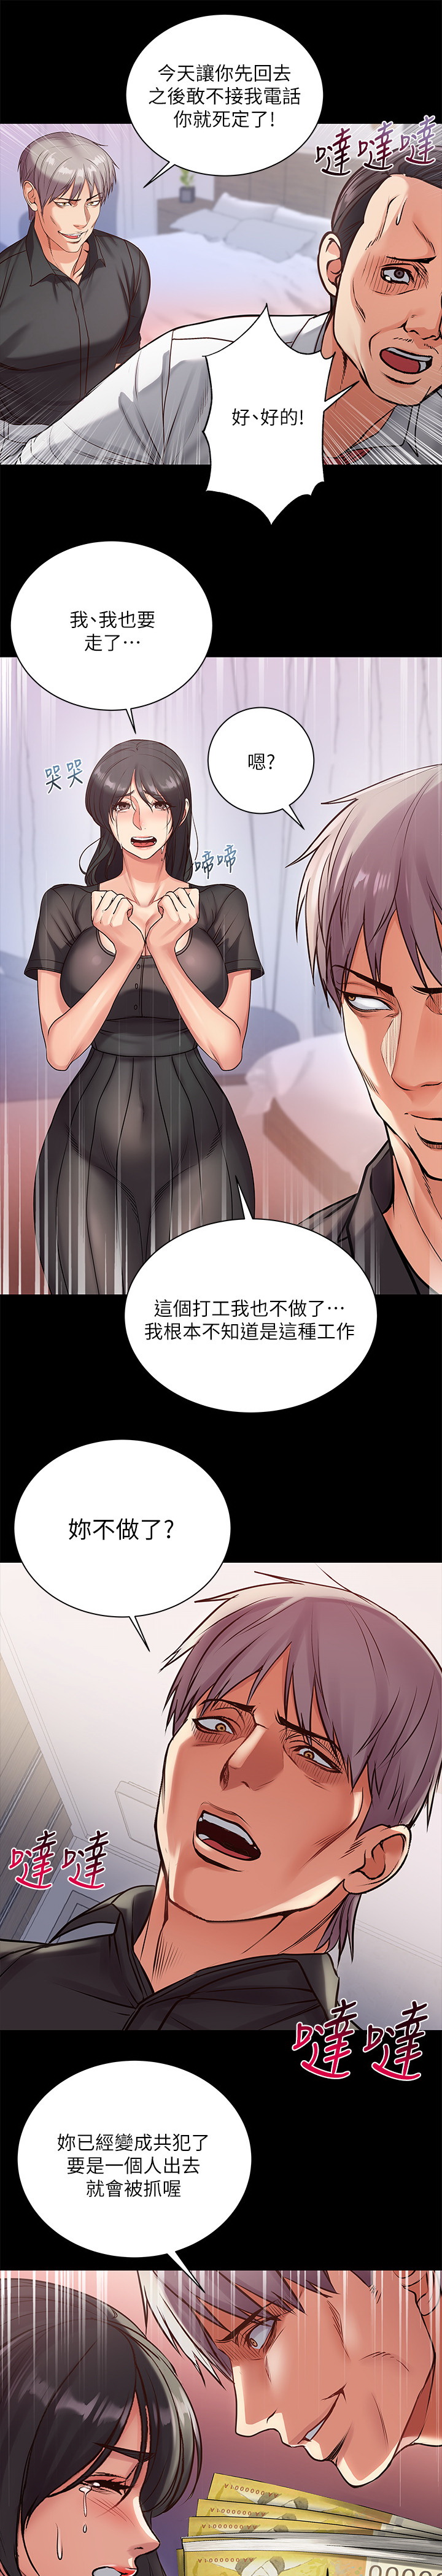 今天讓你先回去
之後敢不接我電話
你就死定了!
噠噠噠
好、好的!
我、我也要
走了…
哭哭
嗯?
啼啼
這個打工我也不做了…
我根本不知道是這種工作
妳不做了?
噠噠
噠噠
妳已經變成共犯了
要是一個人出去
就會被抓喔